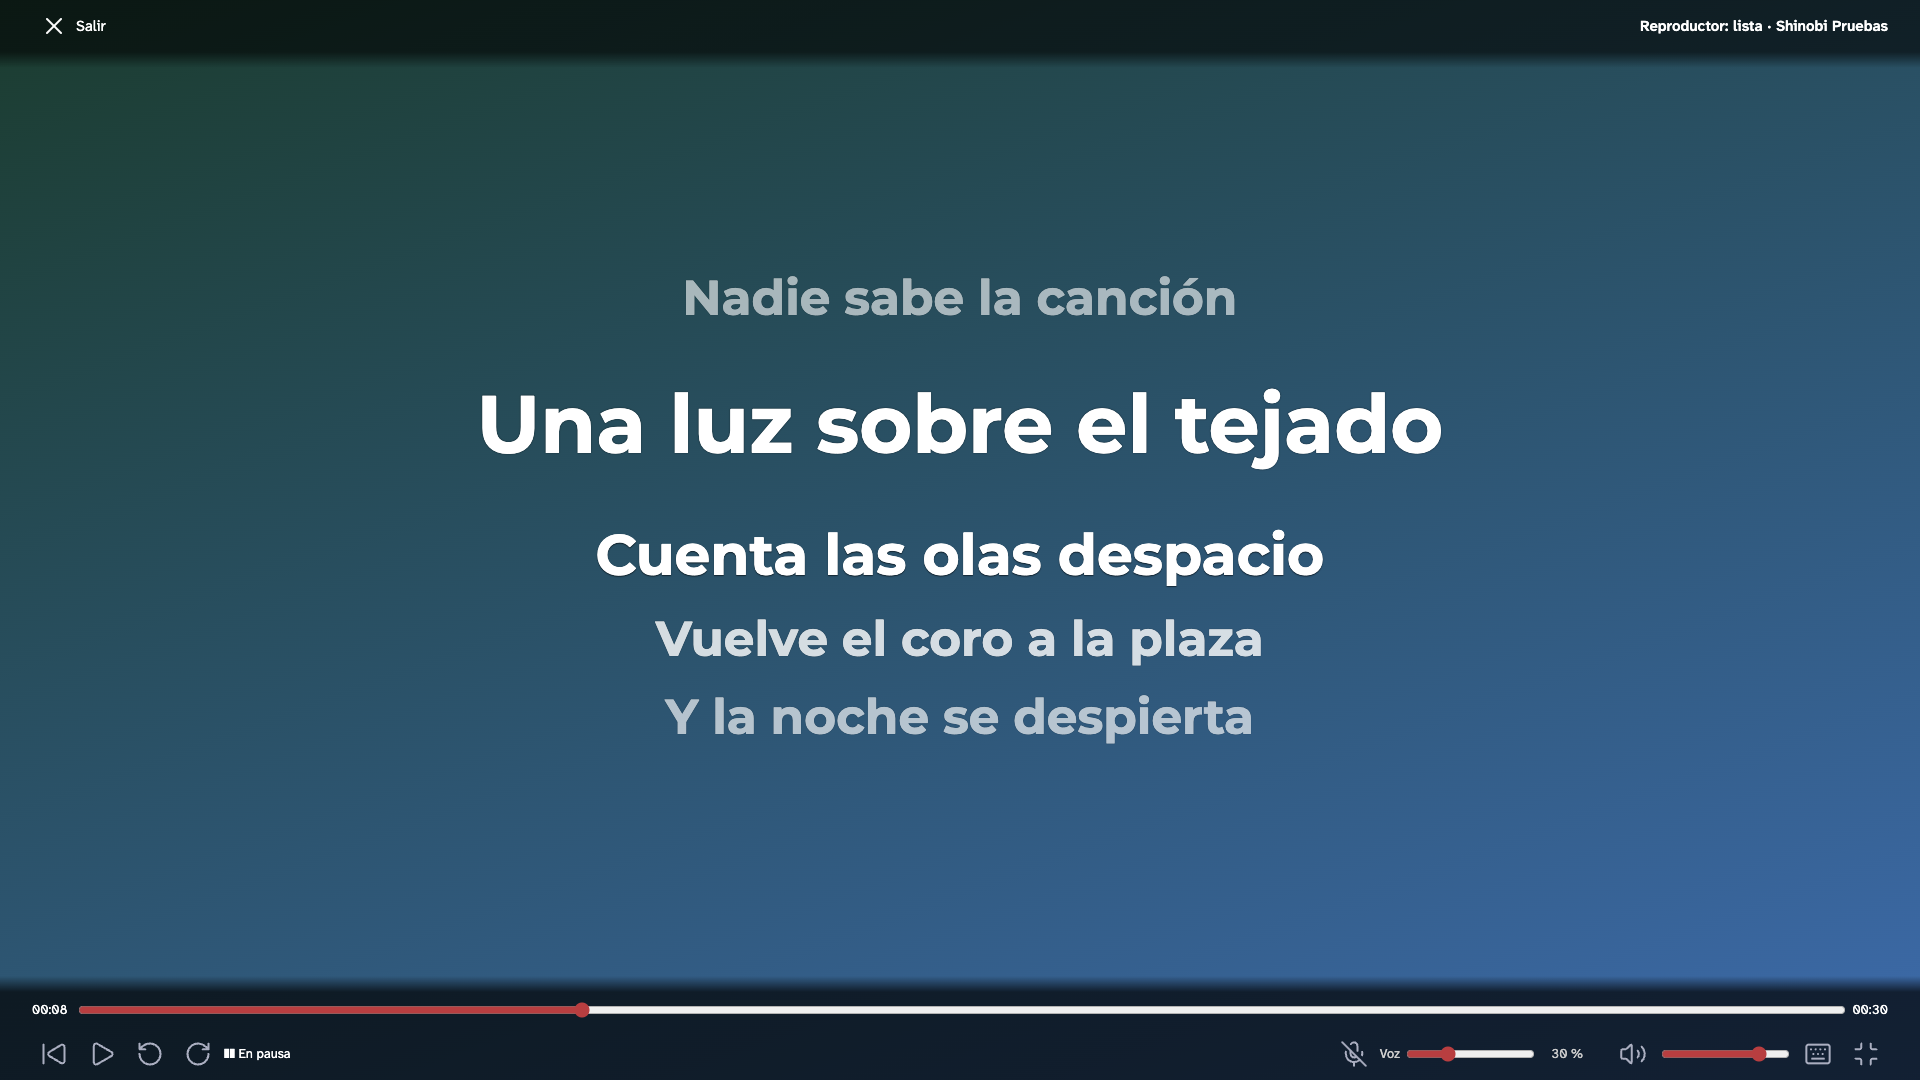 Salir
Reproductor: lista · Shinobi Pruebas
Nadie sabe la canción
Una luz sobre el tejado
Cuenta las olas despacio
Vuelve el coro a la plaza
Y la noche se despierta
00:08
00:30
En pausa
Voz
30 %